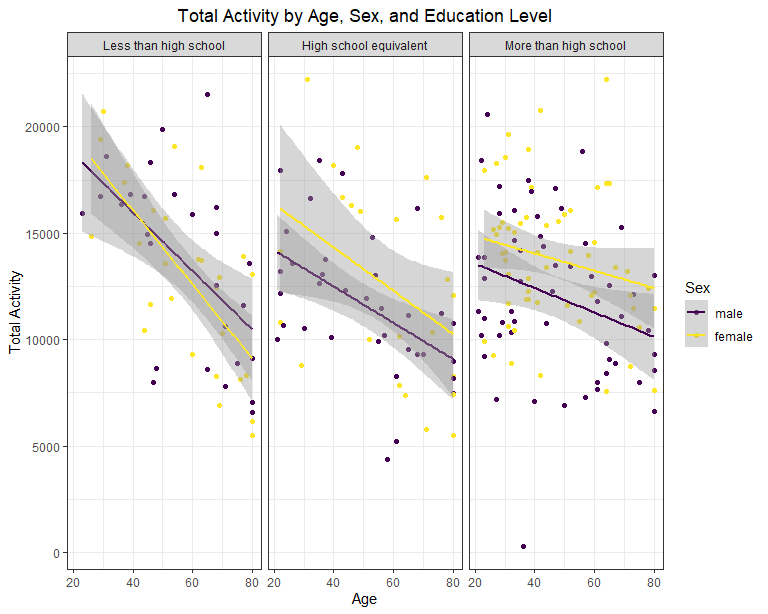 Total Activity by Age, Sex, and Education Level
Less than high school High school equivalent More than high school
20000
15000
10000
5000
0
Total Activity
20 40 60 80 20 40 60 80 20 40 60 80
Age
Sex
male
female